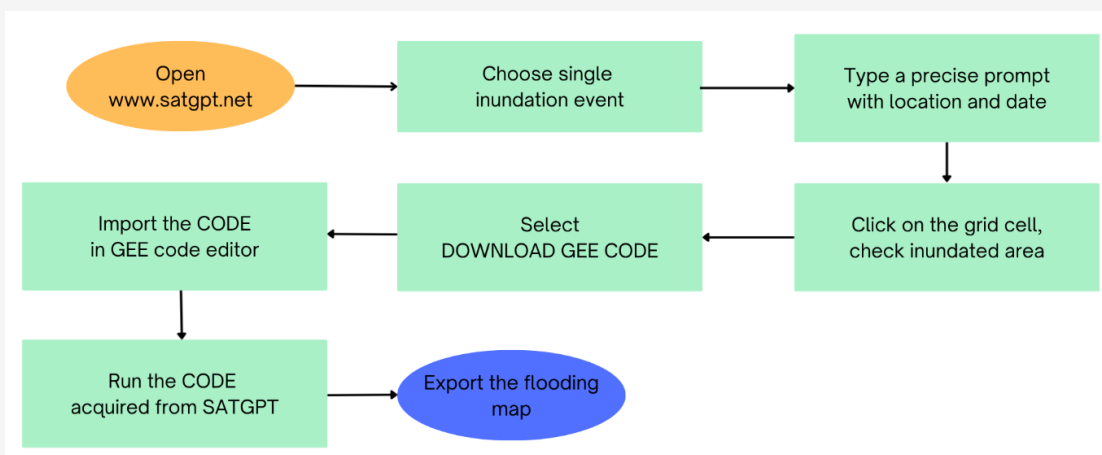 Open
www.satgpt.net
Choose single
inundation event
Type a precise prompt
with location and date
Click on the grid cell,
check inundated area
Select
DOWNLOAD GEE CODE
Import the CODE
in GEE code editor
Run the CODE
acquired from SATGPT
Export the flooding
map